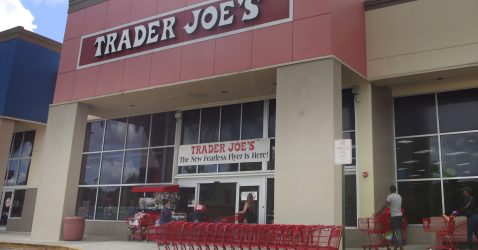 TRADER JOE'S
TRADER JOE'S
The New Fearless Flyer is Here!